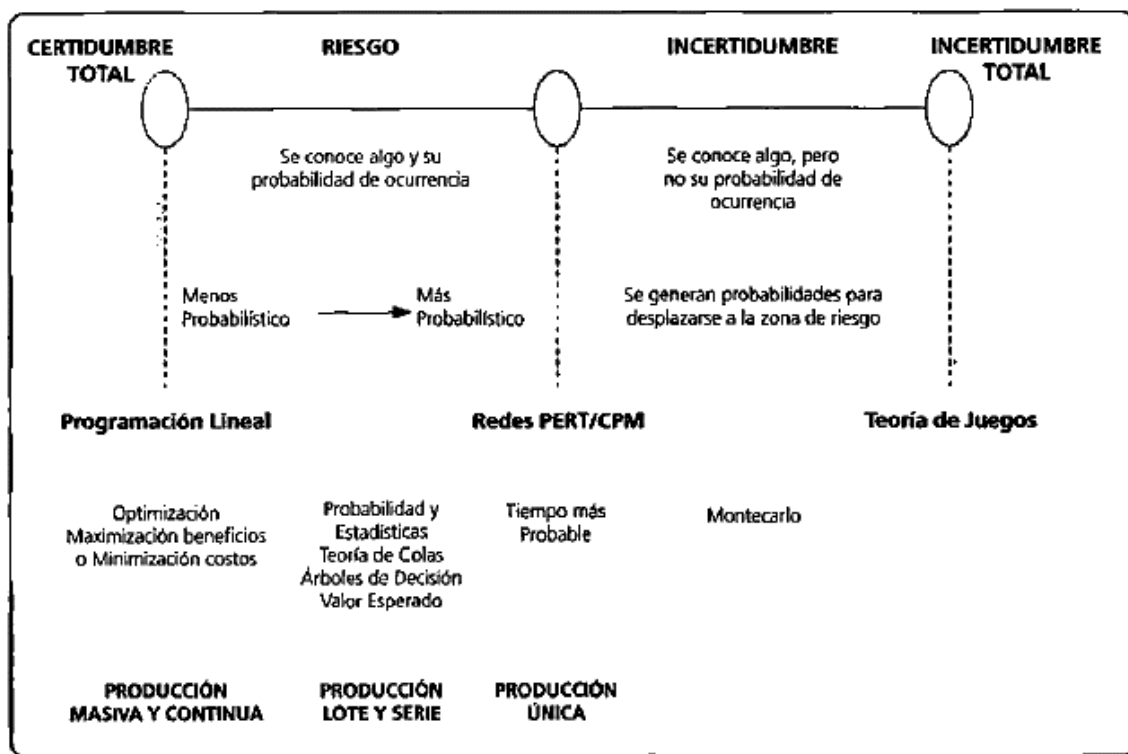 CERTIDUMBRE
TOTAL
RIESGO
INCERTIDUMBRE
INCERTIDUMBRE
TOTAL
Se conoce algo y su
probabilidad de ocurrencia
Se conoce algo, pero
no su probabilidad de
ocurrencia
Menos
Probabilístico
Más
Probabilístico
Se generan probabilidades para
desplazarse a la zona de riesgo
Programación Lineal
Redes PERT/CPM
Teoría de Juegos
Optimización
Maximización beneficios
o Minimización costos
Probabilidad y
Estadísticas
Teoría de Colas
Árboles de Decisión
Valor Esperado
Tiempo más
Probable
Montecarlo
PRODUCCIÓN
MASIVA Y CONTINUA
PRODUCCIÓN
LOTE Y SERIE
PRODUCCIÓN
ÚNICA